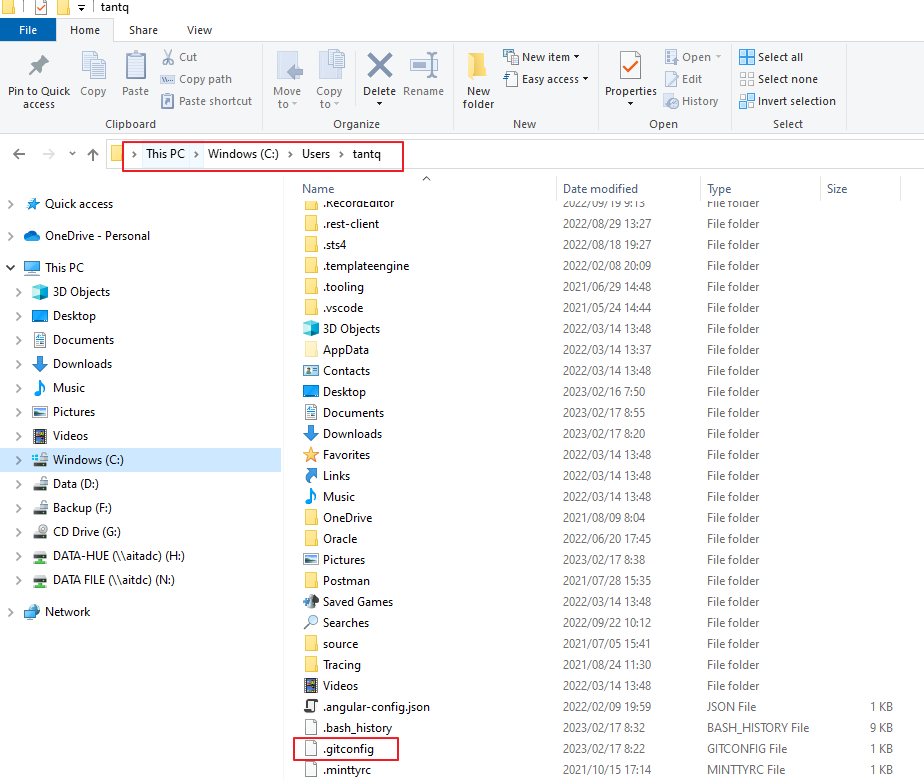 tantq
File Home Share View
Pin to Quick access
Copy
Paste
Cut
Copy path
Paste shortcut
Clipboard
Move to
Copy to
Delete
Rename
Organize
New folder
New item
Easy access
New
Properties
Open
Edit
History
Open
Select all
Select none
Invert selection
Select
This PC Windows (C:) Users tantq
Quick access
OneDrive - Personal
This PC
3D Objects
Desktop
Documents
Downloads
Music
Pictures
Videos
Windows (C:)
Data (D:)
Backup (F:)
CD Drive (G:)
DATA-HUE (\\aitadc) (H:)
DATA FILE (\\aitdc) (N:)
Network
Name Date modified Type Size
.RecordEditor 2022/09/19 9:13 File folder
.rest-client 2022/08/29 13:27 File folder
.sts4 2022/08/18 19:27 File folder
.templateengine 2022/02/08 20:09 File folder
.tooling 2021/06/29 14:48 File folder
.vscode 2021/05/24 14:44 File folder
3D Objects 2022/03/14 13:48 File folder
AppData 2022/03/14 13:37 File folder
Contacts 2022/03/14 13:48 File folder
Desktop 2023/02/16 7:50 File folder
Documents 2023/02/17 8:55 File folder
Downloads 2023/02/17 8:20 File folder
Favorites 2022/03/14 13:48 File folder
Links 2022/03/14 13:48 File folder
Music 2022/03/14 13:48 File folder
OneDrive 2021/08/09 8:04 File folder
Oracle 2022/06/20 17:45 File folder
Pictures 2023/02/17 8:38 File folder
Postman 2021/07/28 15:35 File folder
Saved Games 2022/03/14 13:48 File folder
Searches 2022/09/22 10:12 File folder
source 2021/07/05 15:41 File folder
Tracing 2021/08/24 11:30 File folder
Videos 2022/03/14 13:48 File folder
.angular-config.json 2022/02/09 19:59 JSON File 1 KB
.bash_history 2023/02/17 8:32 BASH_HISTORY File 9 KB
.gitconfig 2023/02/17 8:22 GITCONFIG File 1 KB
.minttyrc 2021/10/15 17:14 MINTTYRC File 1 KB